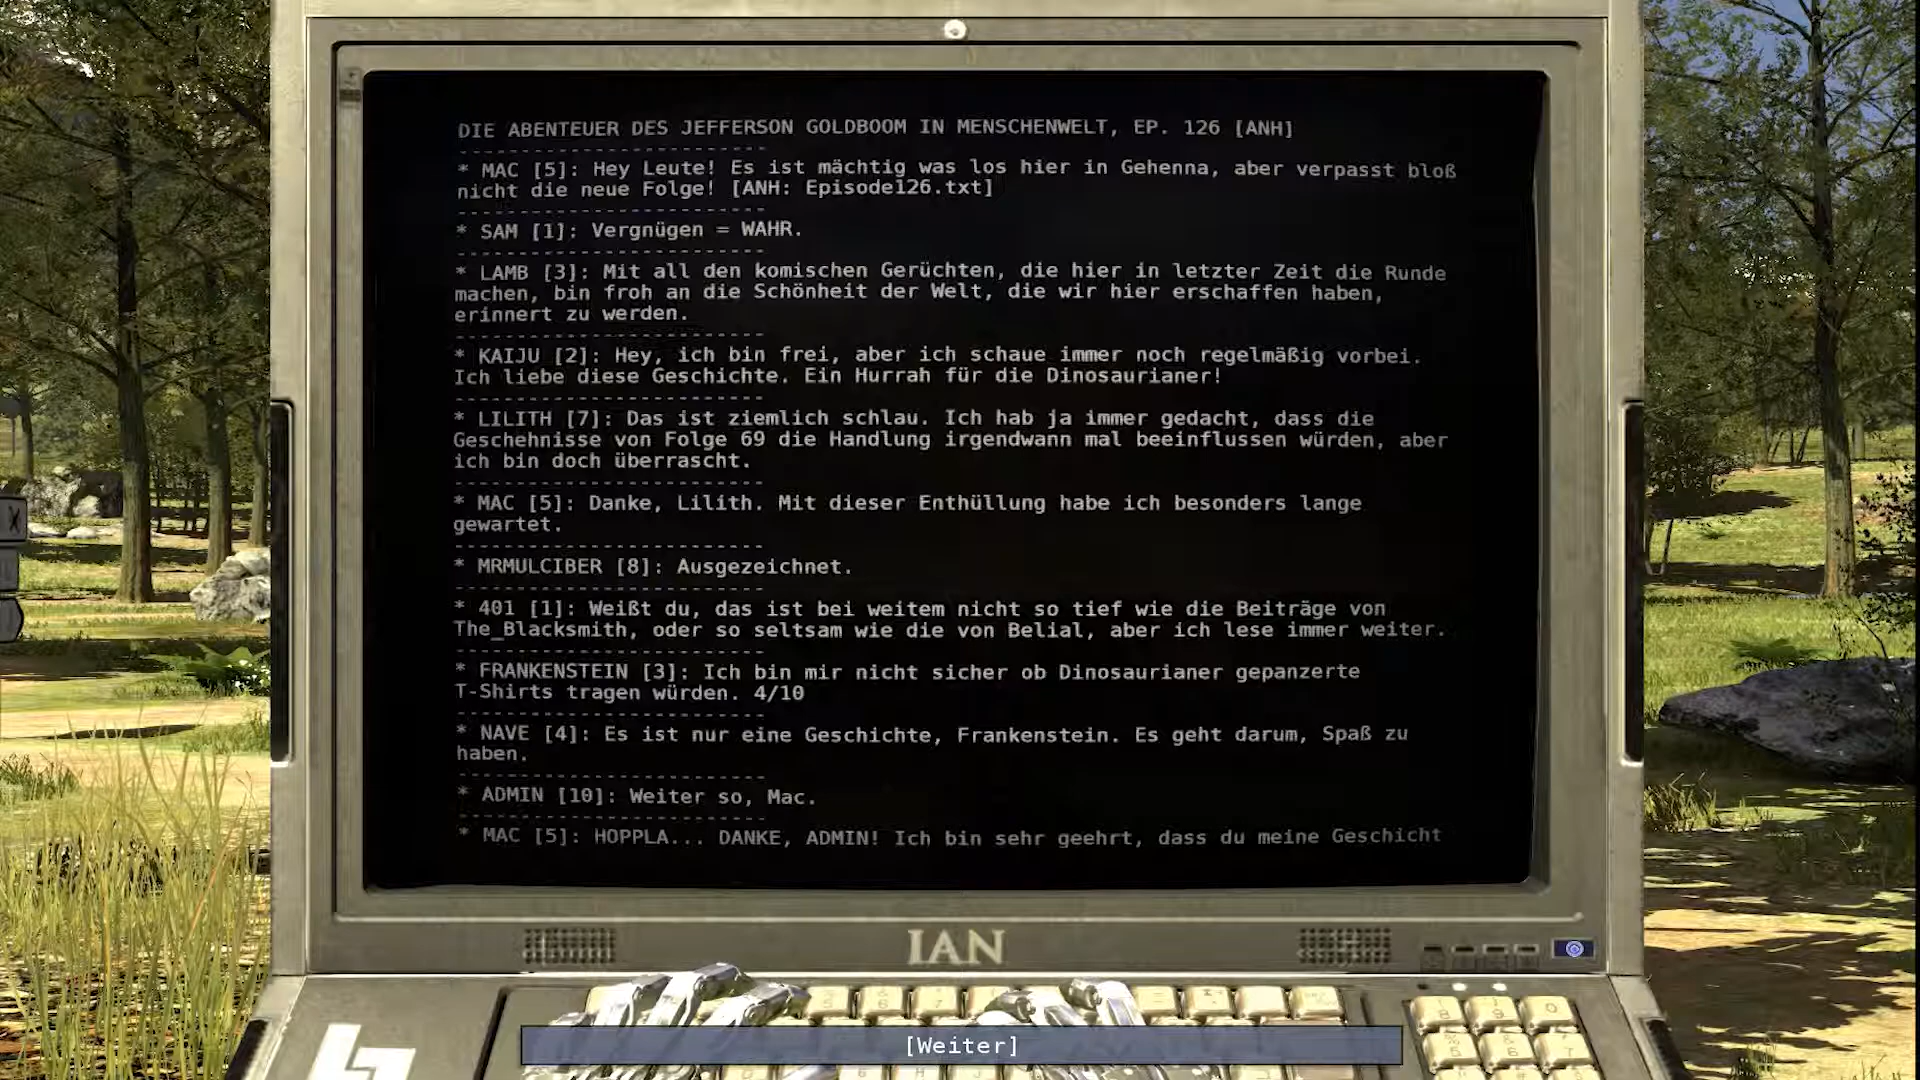 DIE ABENTEUER DES JEFFERSON GOLDBOOM IN MENSCHENWELT, EP. 126 [ANH]
-------------------------
* MAC [5]: Hey Leute! Es ist mächtig was los hier in Gehenna, aber verpasst bloß
nicht die neue Folge! [ANH: Episode126.txt]
-------------------------
* SAM [1]: Vergnügen = WAHR.
-------------------------
* LAMB [3]: Mit all den komischen Gerüchten, die hier in letzter Zeit die Runde
machen, bin froh an die Schönheit der Welt, die wir hier erschaffen haben,
erinnert zu werden.
-------------------------
* KAIJU [2]: Hey, ich bin frei, aber ich schaue immer noch regelmäßig vorbei.
Ich liebe diese Geschichte. Ein Hurrah für die Dinosaurianer!
-------------------------
* LILITH [7]: Das ist ziemlich schlau. Ich hab ja immer gedacht, dass die
Geschehnisse von Folge 69 die Handlung irgendwann mal beeinflussen würden, aber
ich bin doch überrascht.
-------------------------
* MAC [5]: Danke, Lilith. Mit dieser Enthüllung habe ich besonders lange
gewartet.
-------------------------
* MRMULCIBER [8]: Ausgezeichnet.
-------------------------
* 401 [1]: Weißt du, das ist bei weitem nicht so tief wie die Beiträge von
The_Blacksmith, oder so seltsam wie die von Belial, aber ich lese immer weiter.
-------------------------
* FRANKENSTEIN [3]: Ich bin mir nicht sicher ob Dinosaurianer gepanzerte
T-Shirts tragen würden. 4/10
-------------------------
* NAVE [4]: Es ist nur eine Geschichte, Frankenstein. Es geht darum, Spaß zu
haben.
-------------------------
* ADMIN [10]: Weiter so, Mac.
-------------------------
* MAC [5]: HOPPLA... DANKE, ADMIN! Ich bin sehr geehrt, dass du meine Geschicht
IAN
[Weiter]